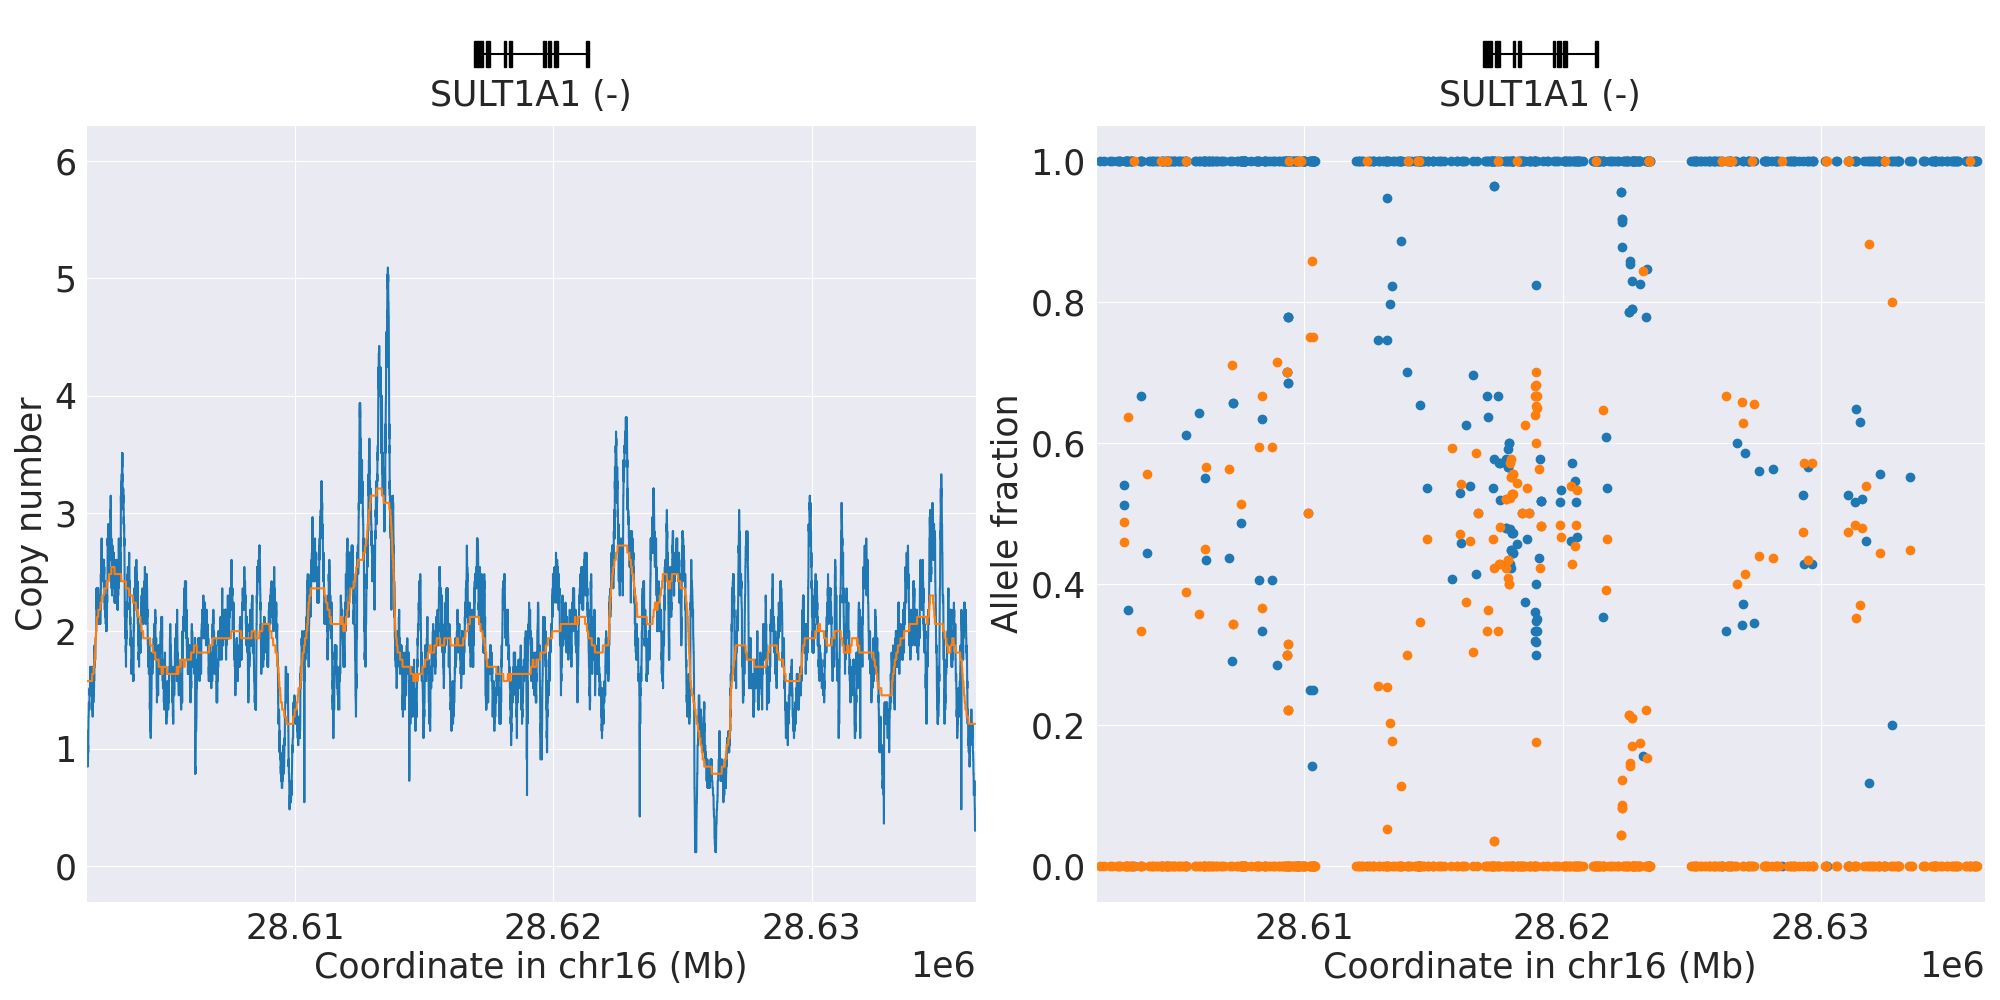 SULT1A1 (-)
6
5
4
3
2
1
0
Copy number
28.61
28.62
28.63
Coordinate in chr16 (Mb)
1e6
SULT1A1 (-)
1.0
0.8
0.6
0.4
0.2
0.0
Allele fraction
28.61
28.62
28.63
Coordinate in chr16 (Mb)
1e6